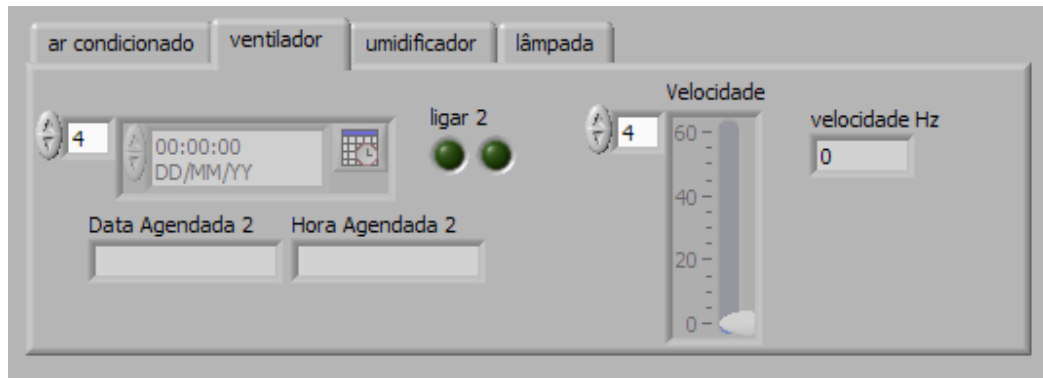 ar condicionado
ventilador
umidificador
lâmpada
4
00:00:00
DD/MM/YY
ligar 2
Data Agendada 2
Hora Agendada 2
4
Velocidade
60
40
20
0
velocidade Hz
0